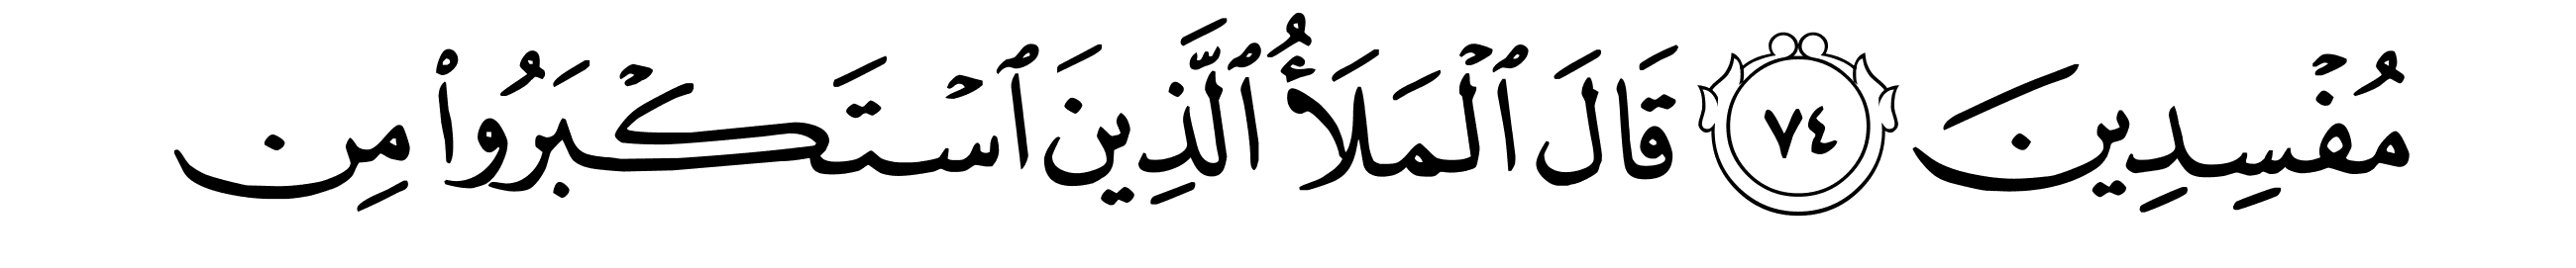 مُفۡسِدِينَ ٧٤ قَالَ ٱلۡمَلَأُ ٱلَّذِينَ ٱسۡتَكۡبَرُواْ مِن